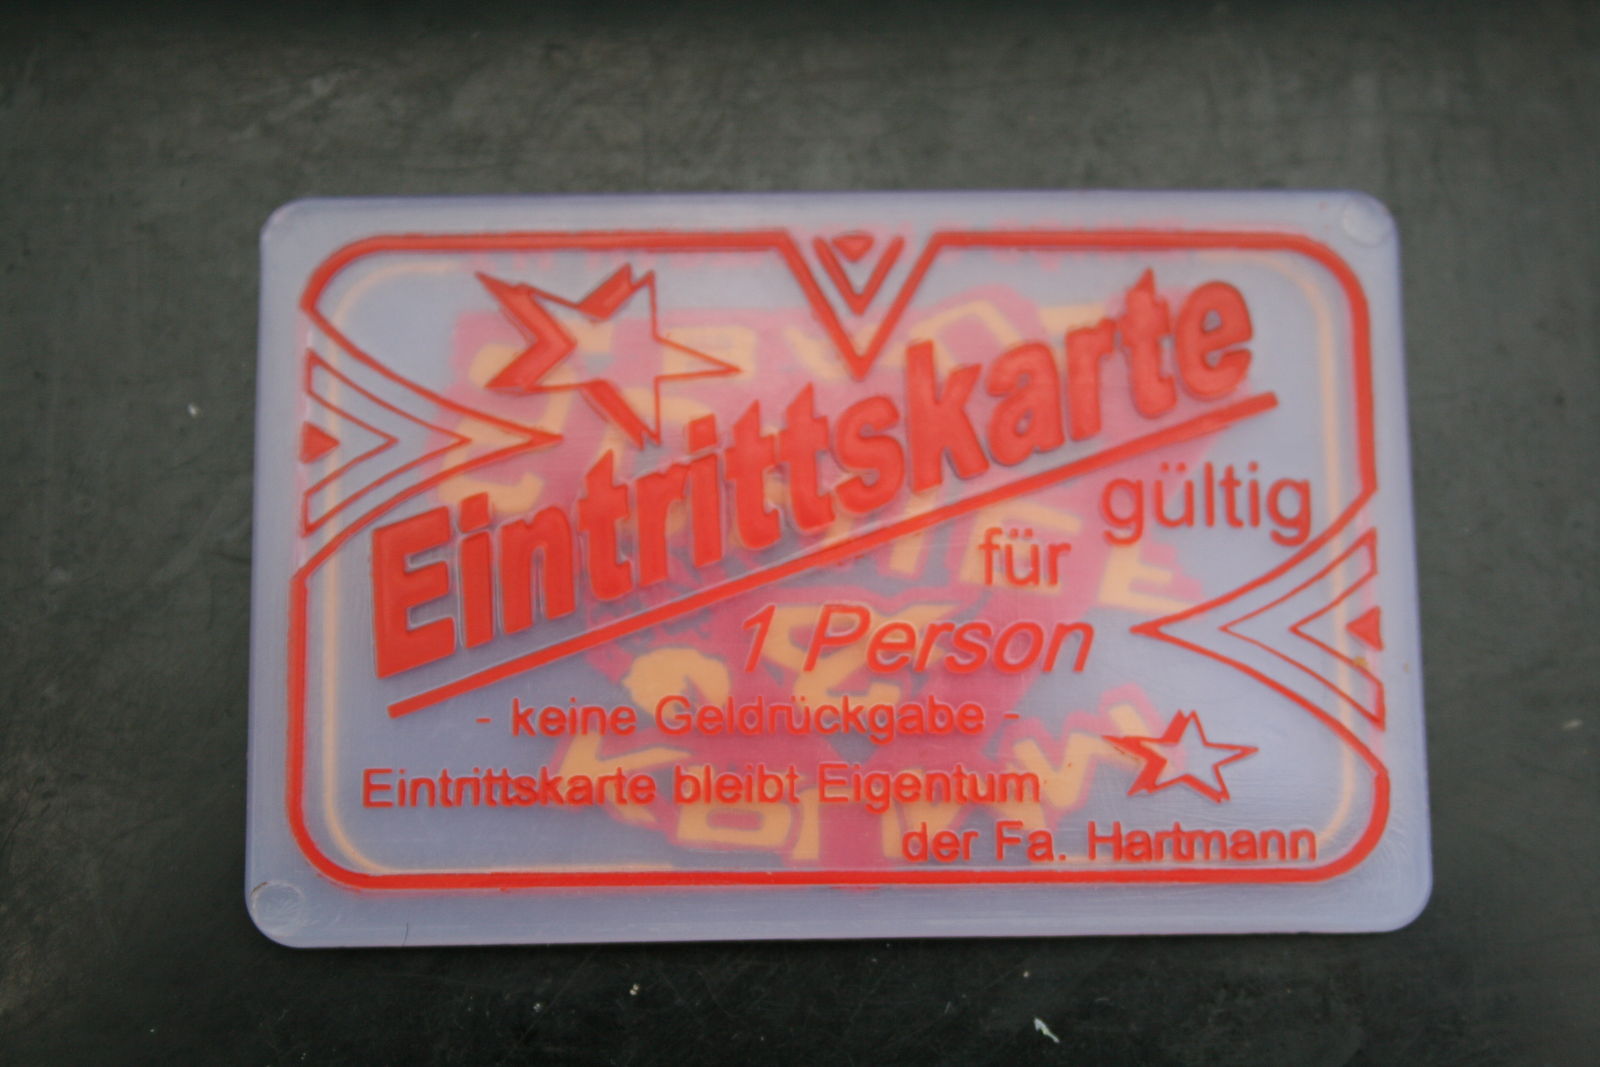 Eintrittskarte
gültig
für
1 Person
- keine Geldrückgabe -
Eintrittskarte bleibt Eigentum
der Fa. Hartmann